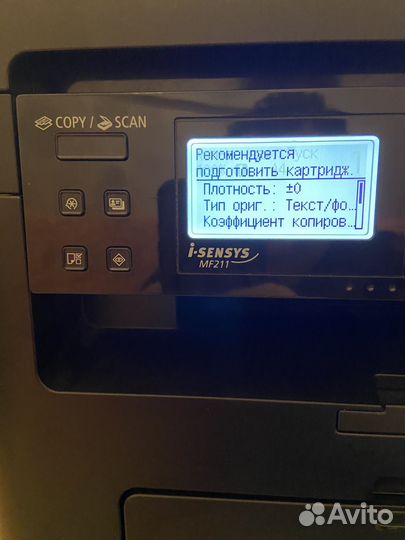 COPY / SCAN
Рекомендуется
подготовить картридж.
Плотность: ±0
Тип ориг.: Текст/фо...
Коэффициент копиров...
i-SENSYS
MF211
Avito